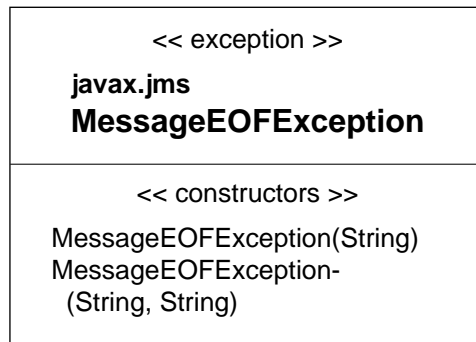 << exception >>
javax.jms
MessageEOFException
<< constructors >>
MessageEOFException(String)
MessageEOFException-
(String, String)